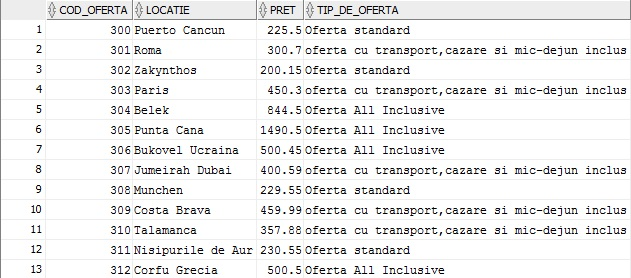 COD_OFERTA LOCATIE PRET TIP_DE_OFERTA
1 300 Puerto Cancun 225.5 Oferta standard
2 301 Roma 300.7 oferta cu transport,cazare si mic-dejun inclus
3 302 Zakynthos 200.15 Oferta standard
4 303 Paris 450.3 oferta cu transport,cazare si mic-dejun inclus
5 304 Belek 844.5 Oferta All Inclusive
6 305 Punta Cana 1490.5 Oferta All Inclusive
7 306 Bukovel Ucraina 500.45 Oferta All Inclusive
8 307 Jumeirah Dubai 400.59 oferta cu transport,cazare si mic-dejun inclus
9 308 Munchen 229.55 Oferta standard
10 309 Costa Brava 459.99 oferta cu transport,cazare si mic-dejun inclus
11 310 Talamanca 357.88 oferta cu transport,cazare si mic-dejun inclus
12 311 Nisipurile de Aur 230.55 Oferta standard
13 312 Corfu Grecia 500.5 Oferta All Inclusive